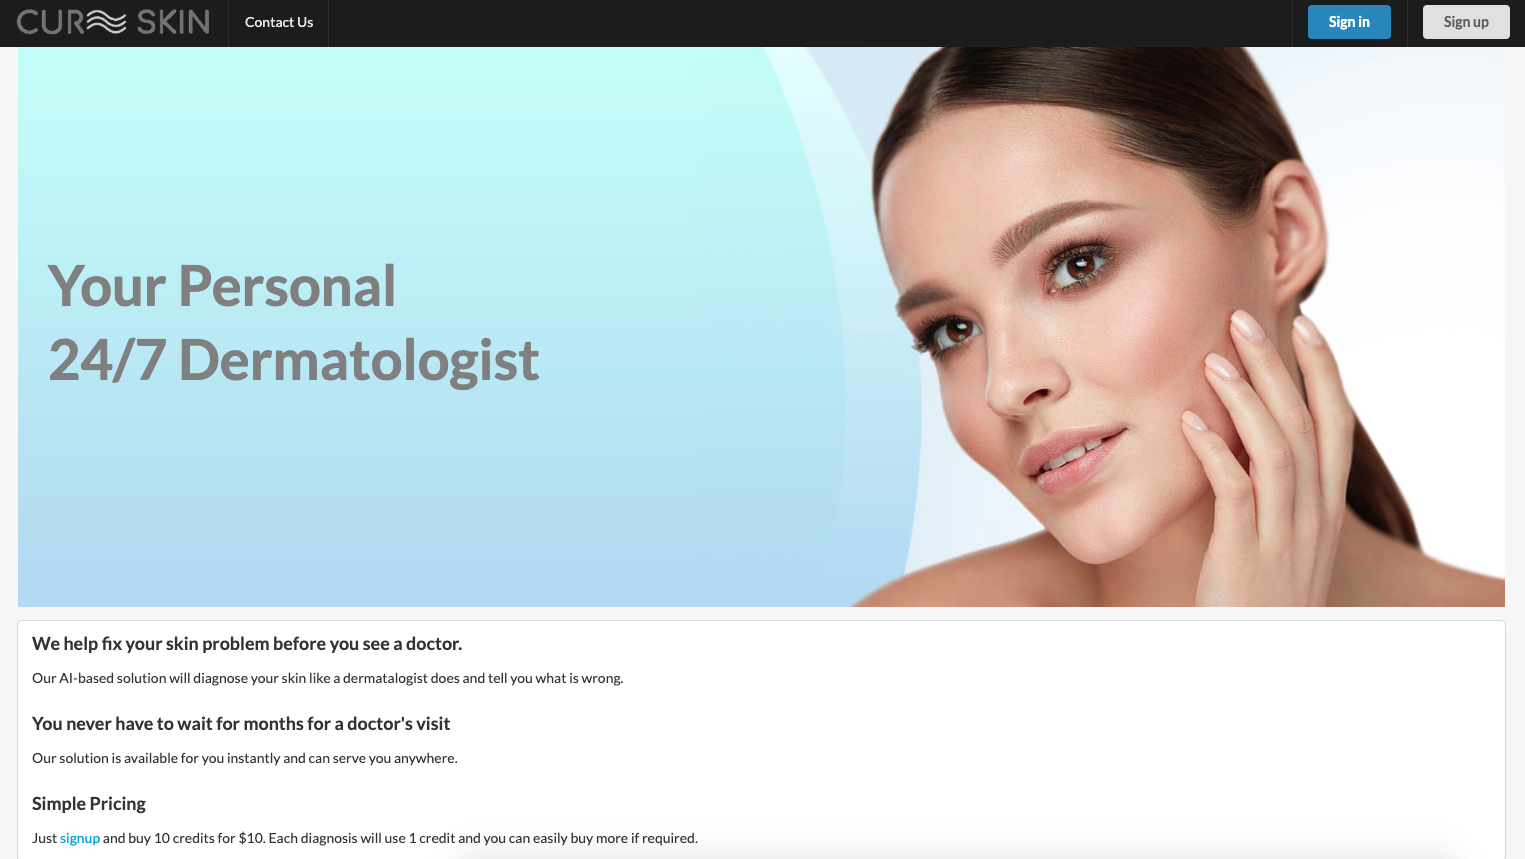 CURE SKIN
Contact Us
Sign in
Sign up
Your Personal
24/7 Dermatologist
We help fix your skin problem before you see a doctor.
Our AI-based solution will diagnose your skin like a dermatalogist does and tell you what is wrong.
You never have to wait for months for a doctor's visit
Our solution is available for you instantly and can serve you anywhere.
Simple Pricing
Just signup and buy 10 credits for $10. Each diagnosis will use 1 credit and you can easily buy more if required.